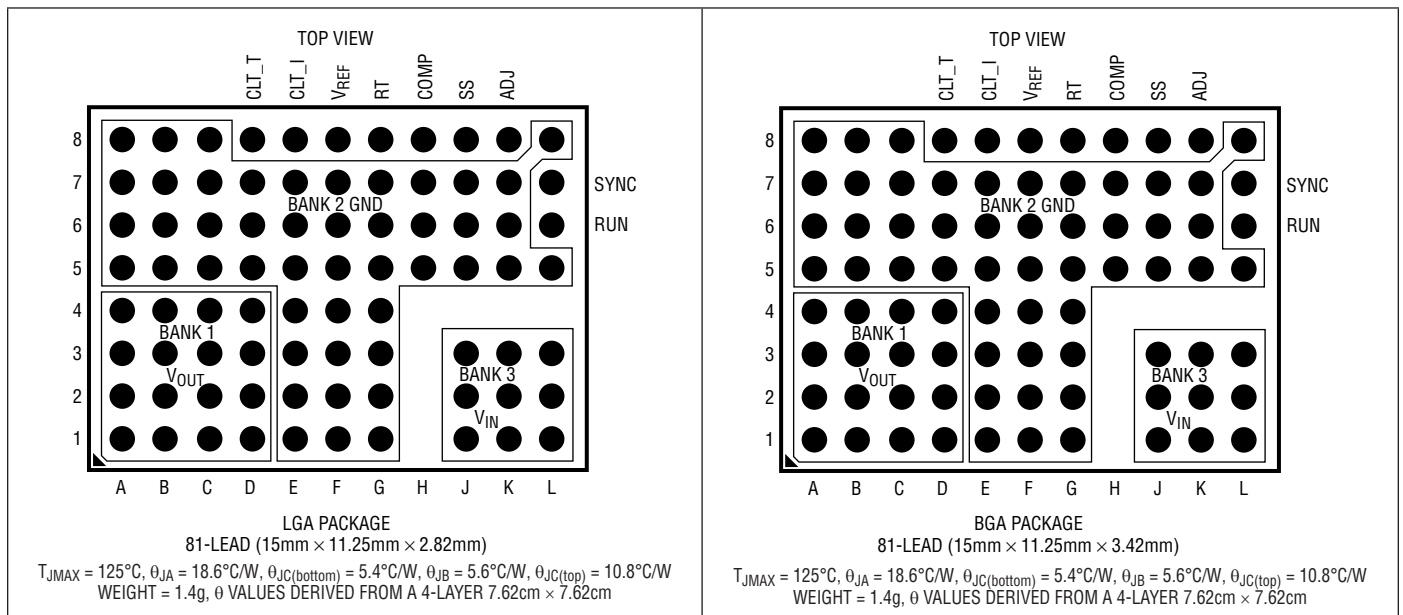 TOP VIEW
CLT_T CLT_I VREF RT COMP SS ADJ
8
7 SYNC
BANK 2 GND
6 RUN
5
4
BANK 1
3
BANK 3
VOUT
2
VIN
1
A B C D E F G H J K L
LGA PACKAGE
81-LEAD (15mm × 11.25mm × 2.82mm)
TJMAX = 125°C, θJA = 18.6°C/W, θJC(bottom) = 5.4°C/W, θJB = 5.6°C/W, θJC(top) = 10.8°C/W
WEIGHT = 1.4g, θ VALUES DERIVED FROM A 4-LAYER 7.62cm × 7.62cm
TOP VIEW
CLT_T CLT_I VREF RT COMP SS ADJ
8
7 SYNC
BANK 2 GND
6 RUN
5
4
BANK 1
3
BANK 3
VOUT
2
VIN
1
A B C D E F G H J K L
BGA PACKAGE
81-LEAD (15mm × 11.25mm × 3.42mm)
TJMAX = 125°C, θJA = 18.6°C/W, θJC(bottom) = 5.4°C/W, θJB = 5.6°C/W, θJC(top) = 10.8°C/W
WEIGHT = 1.4g, θ VALUES DERIVED FROM A 4-LAYER 7.62cm × 7.62cm